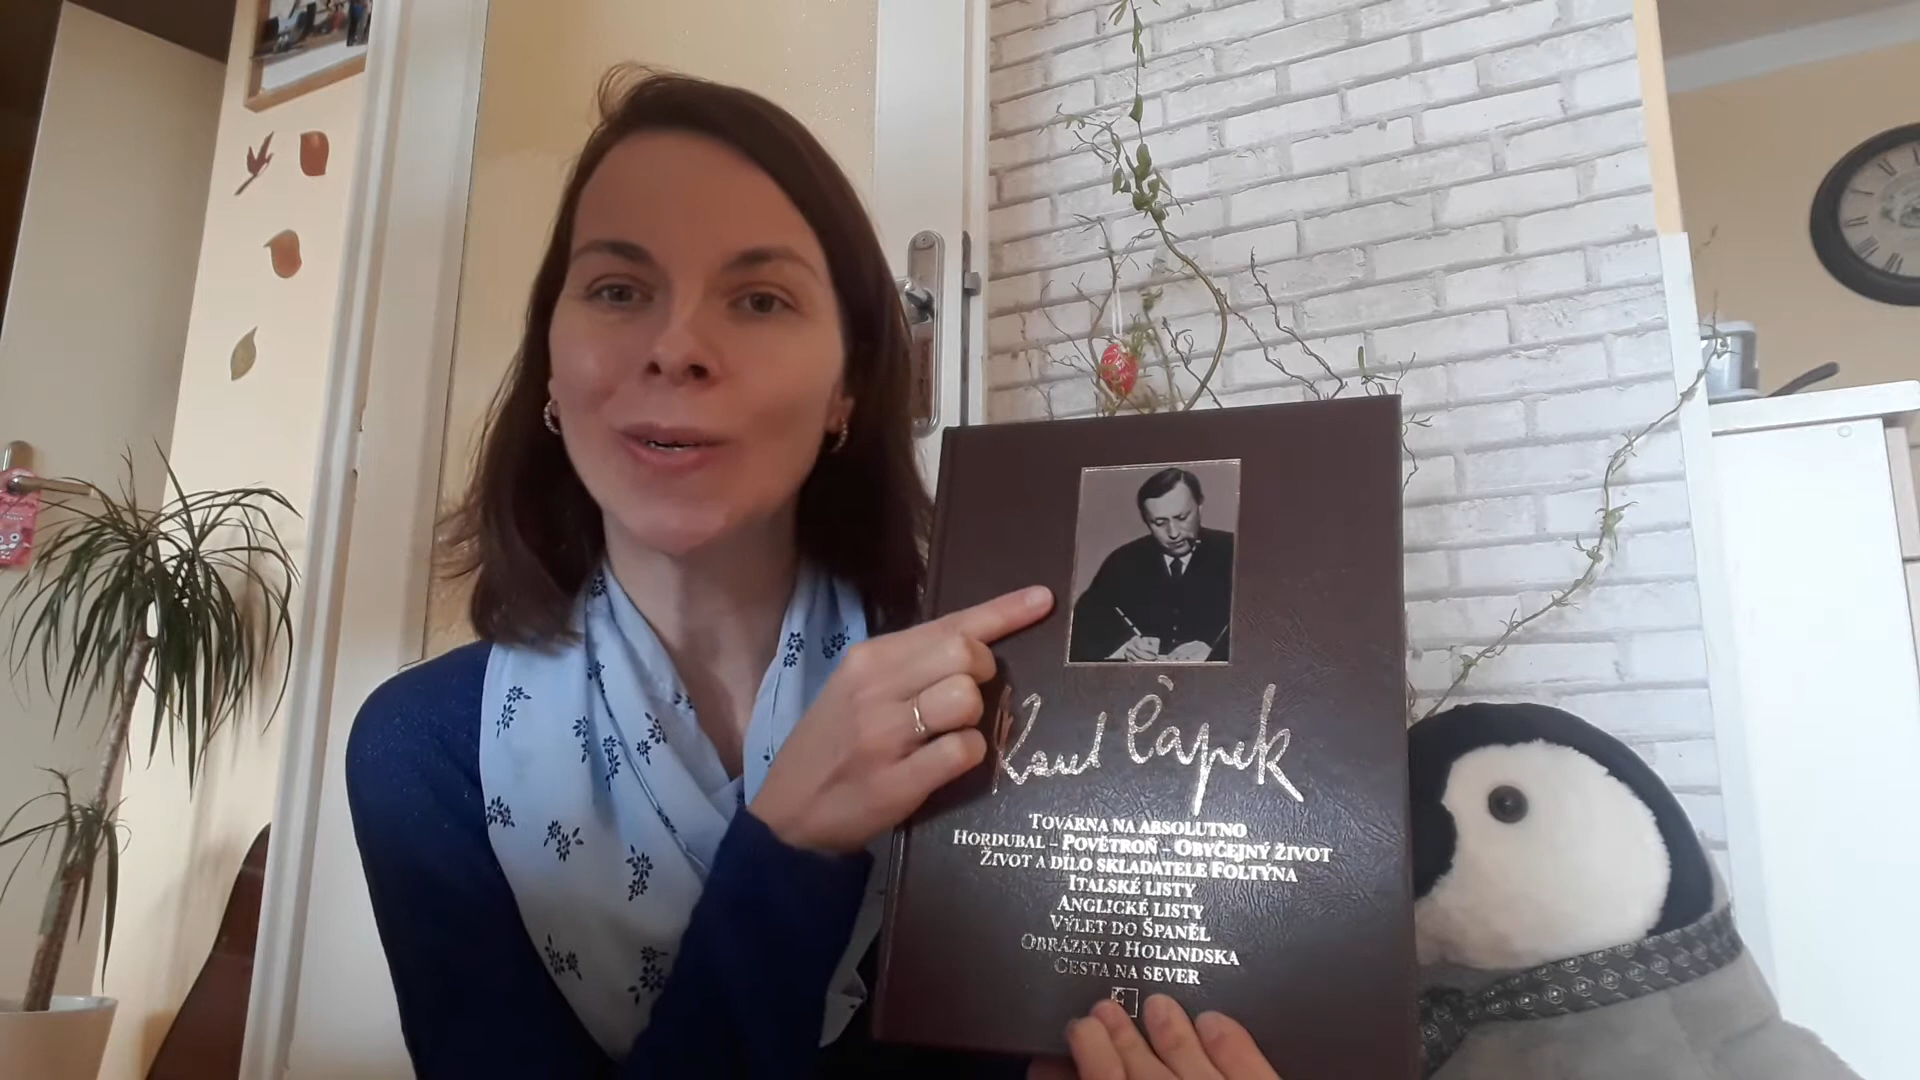 Karel Čapek
TOVÁRNA NA ABSOLUTNO
HORDUBAL – POVĚTROŇ – OBYČEJNÝ ŽIVOT
ŽIVOT A DÍLO SKLADATELE FOLTÝNA
ITALSKÉ LISTY
ANGLICKÉ LISTY
VÝLET DO ŠPANĚL
OBRÁZKY Z HOLANDSKA
CESTA NA SEVER